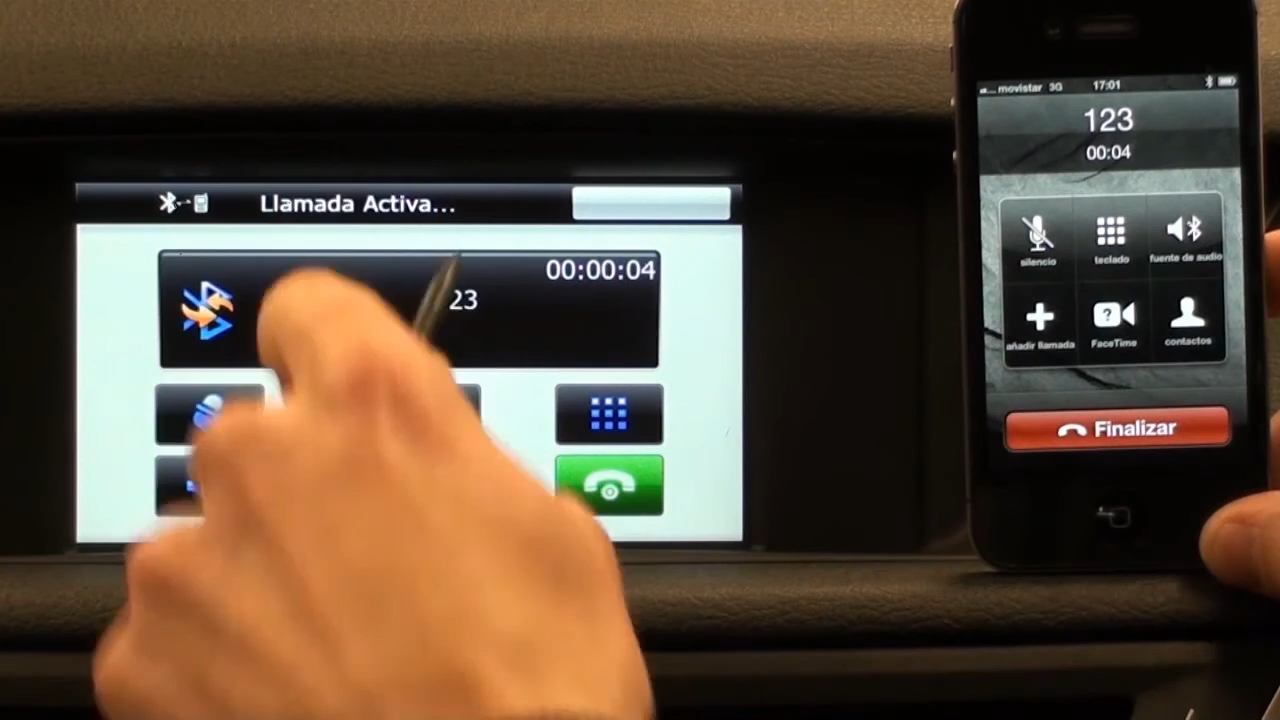 Llamada Activa...
00:00:04
23
movistar 3G 17:01
123
00:04
silencio teclado fuente de audio
añadir llamada FaceTime contactos
Finalizar